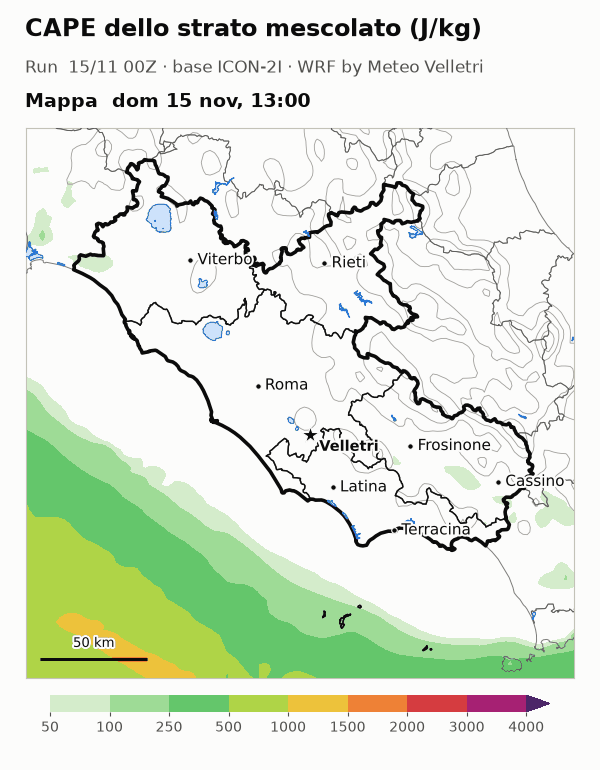 CAPE dello strato mescolato (J/kg)
Run 15/11 00Z · base ICON-2I · WRF by Meteo Velletri
Mappa dom 15 nov, 13:00
Viterbo
Rieti
Roma
Velletri
Frosinone
Cassino
Latina
Terracina
50 km
50 100 250 500 1000 1500 2000 3000 4000